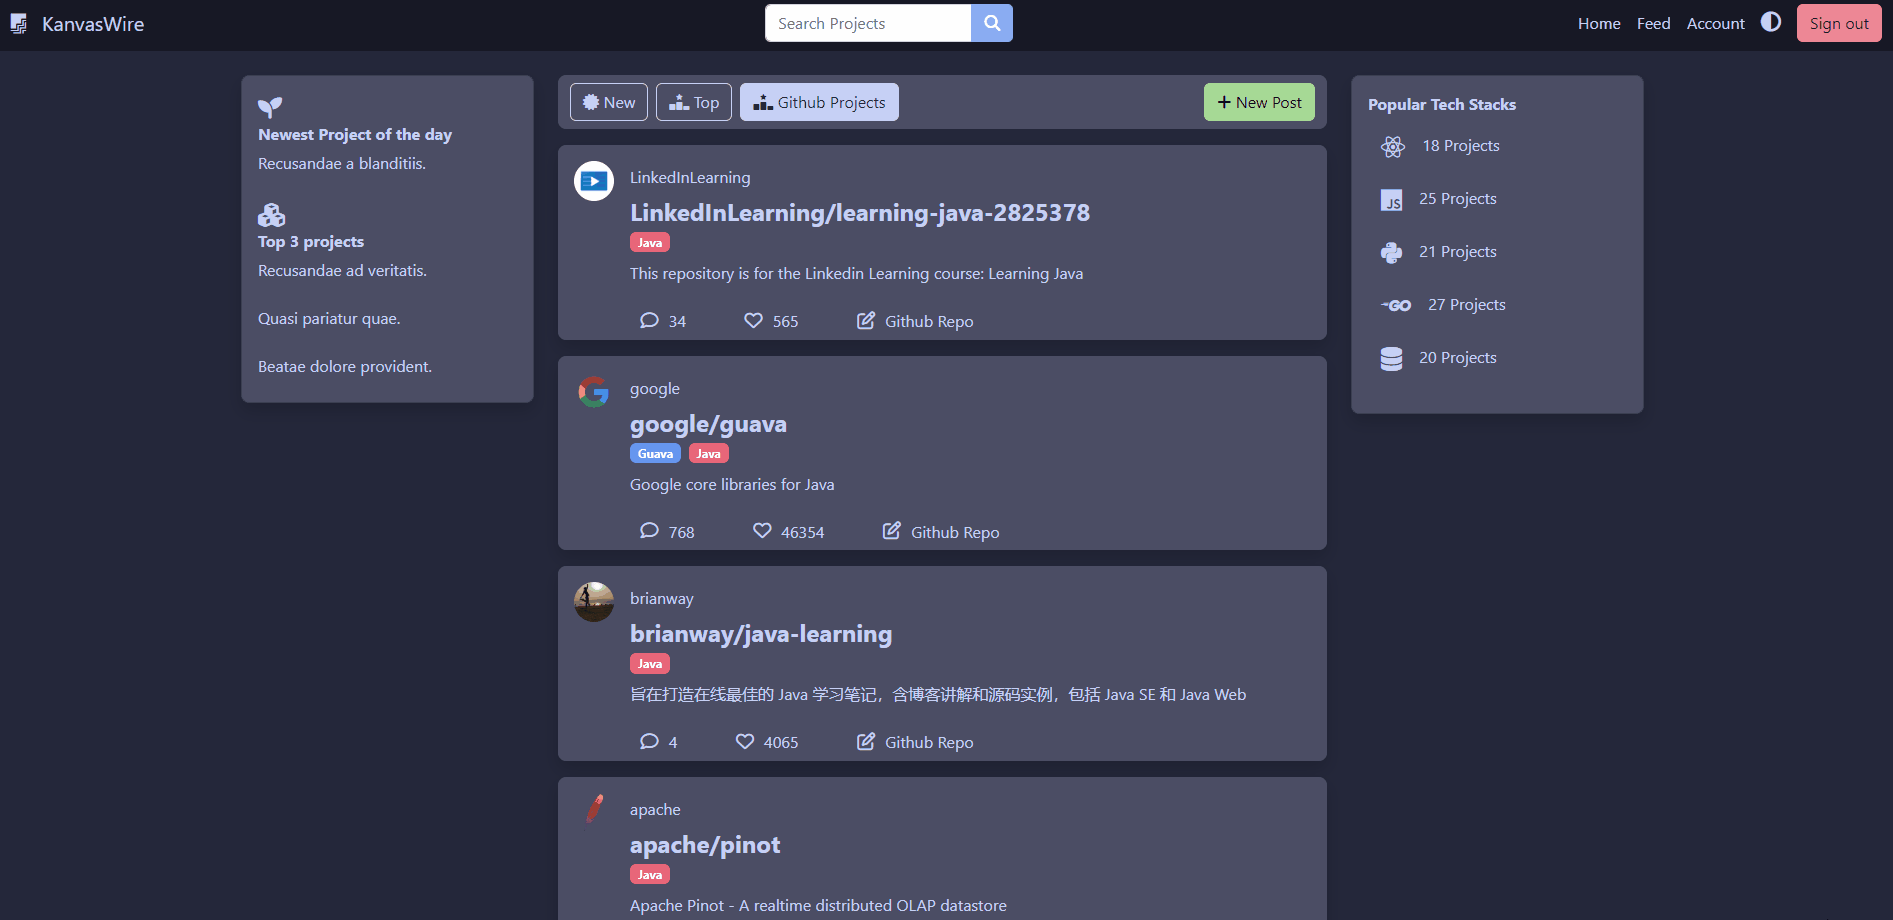 KanvasWire
Search Projects
Home Feed Account Sign out
Newest Project of the day
Recusandae a blanditiis.
Top 3 projects
Recusandae ad veritatis.
Quasi pariatur quae.
Beatae dolore provident.
New Top Github Projects + New Post
LinkedInLearning
LinkedInLearning/learning-java-2825378
Java
This repository is for the Linkedin Learning course: Learning Java
34 565 Github Repo
google
google/guava
Guava Java
Google core libraries for Java
768 46354 Github Repo
brianway
brianway/java-learning
Java
旨在打造在线最佳的 Java 学习笔记，含博客讲解和源码实例，包括 Java SE 和 Java Web
4 4065 Github Repo
apache
apache/pinot
Java
Apache Pinot - A realtime distributed OLAP datastore
Popular Tech Stacks
18 Projects
JS 25 Projects
21 Projects
GO 27 Projects
20 Projects